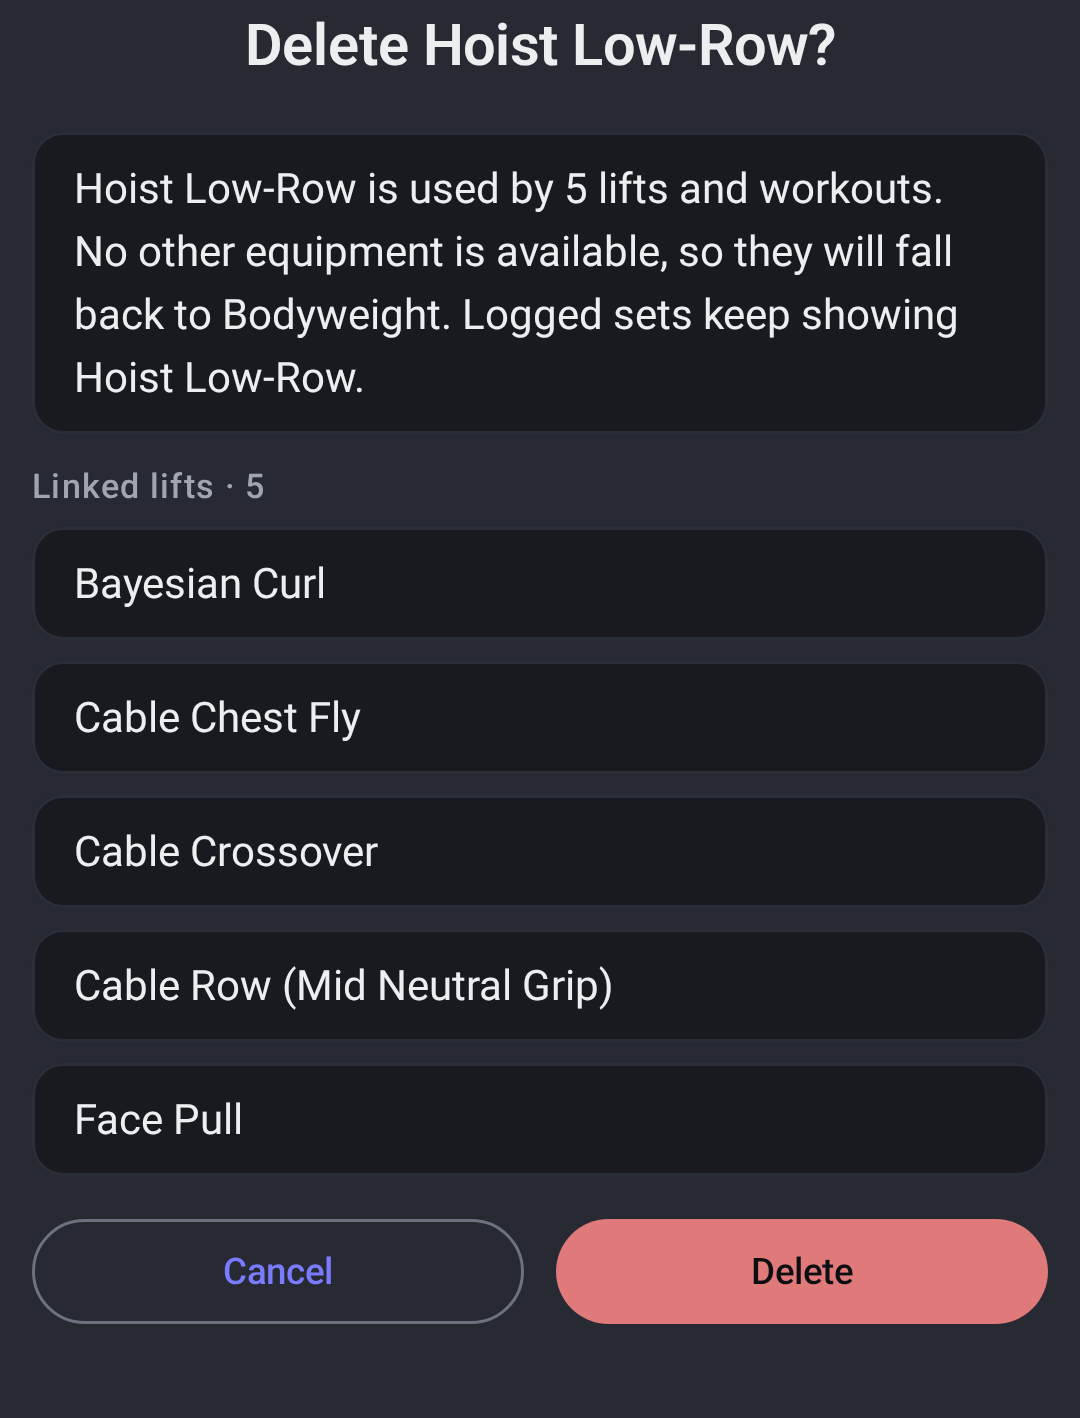 Delete Hoist Low-Row?
Hoist Low-Row is used by 5 lifts and workouts.
No other equipment is available, so they will fall
back to Bodyweight. Logged sets keep showing
Hoist Low-Row.
Linked lifts · 5
Bayesian Curl
Cable Chest Fly
Cable Crossover
Cable Row (Mid Neutral Grip)
Face Pull
Cancel
Delete